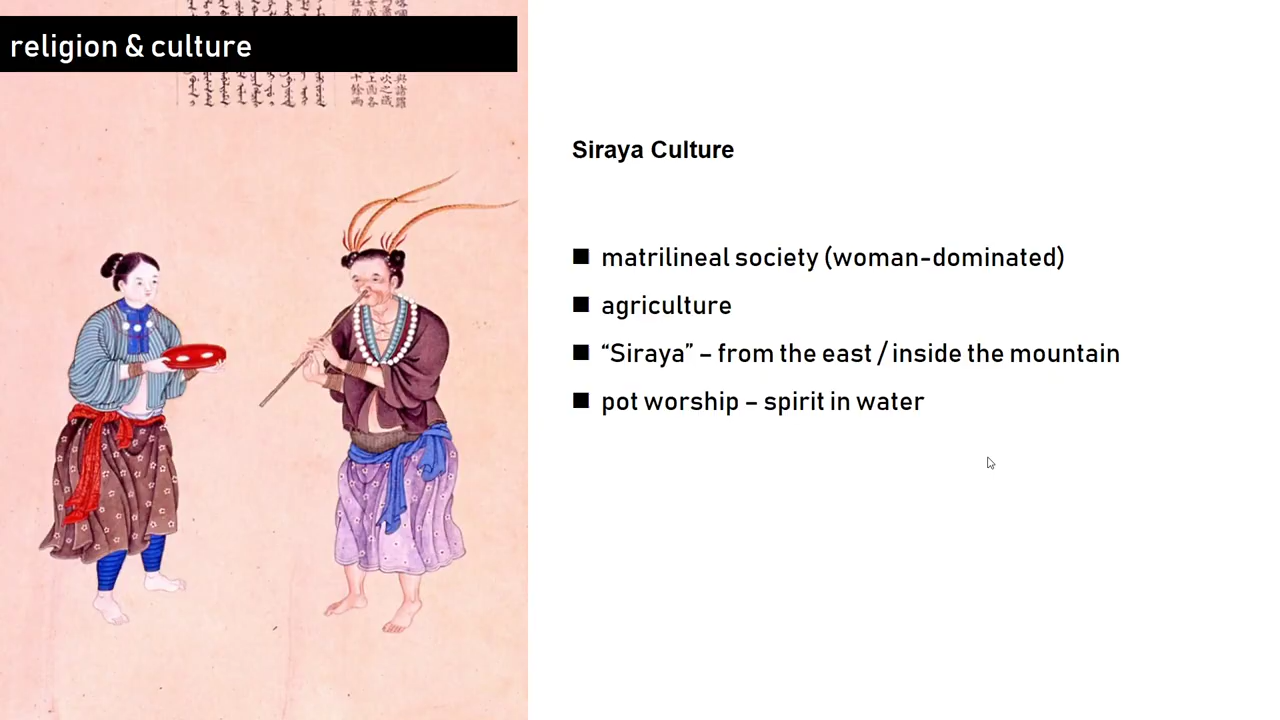 religion & culture
Siraya Culture
■ matrilineal society (woman-dominated)
■ agriculture
■ “Siraya” – from the east / inside the mountain
■ pot worship – spirit in water